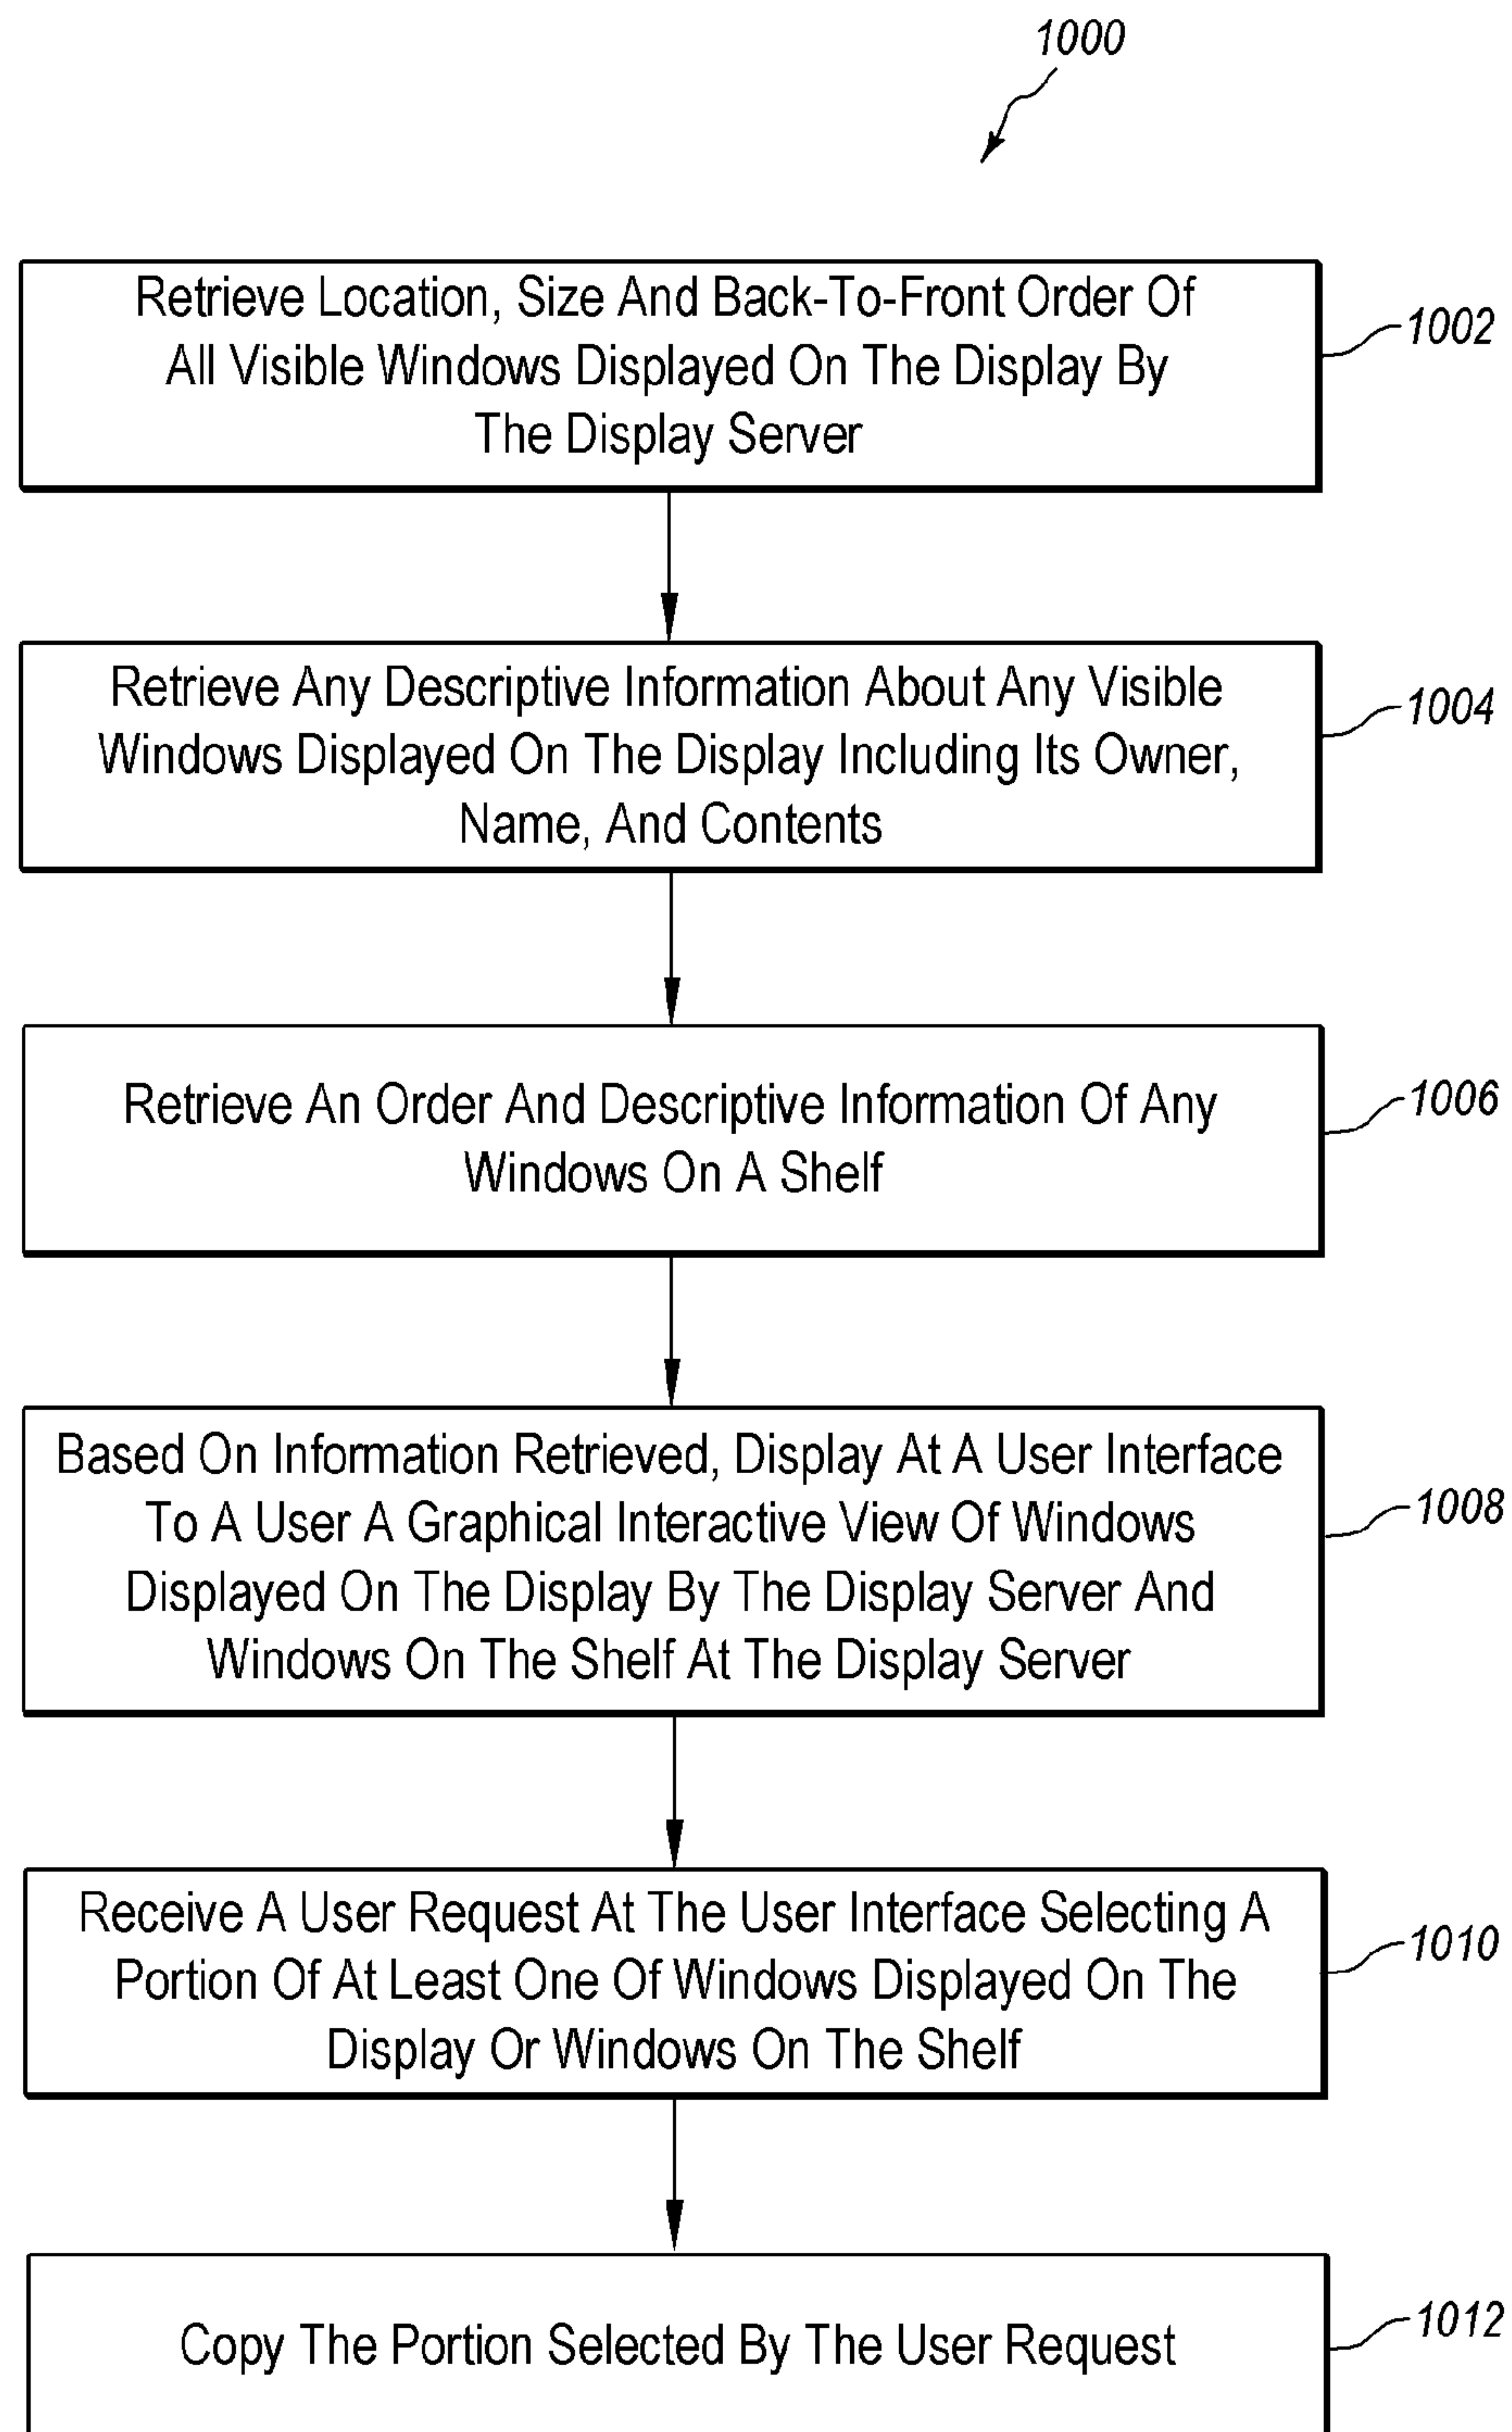 1000
Retrieve Location, Size And Back-To-Front Order Of
All Visible Windows Displayed On The Display By
The Display Server
1002
Retrieve Any Descriptive Information About Any Visible
Windows Displayed On The Display Including Its Owner,
Name, And Contents
1004
Retrieve An Order And Descriptive Information Of Any
Windows On A Shelf
1006
Based On Information Retrieved, Display At A User Interface
To A User A Graphical Interactive View Of Windows
Displayed On The Display By The Display Server And
Windows On The Shelf At The Display Server
1008
Receive A User Request At The User Interface Selecting A
Portion Of At Least One Of Windows Displayed On The
Display Or Windows On The Shelf
1010
Copy The Portion Selected By The User Request
1012